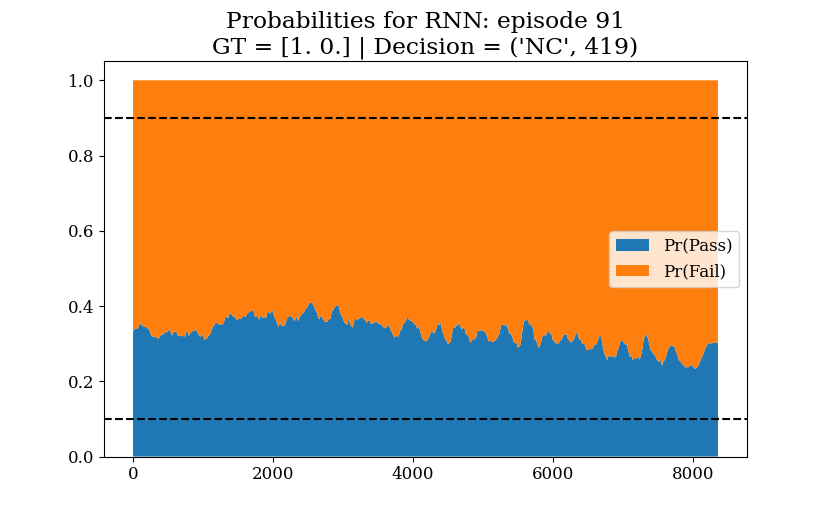 Probabilities for RNN: episode 91
GT = [1. 0.] | Decision = ('NC', 419)
1.0
0.8
0.6
0.4
0.2
0.0
Pr(Pass)
Pr(Fail)
0
2000
4000
6000
8000